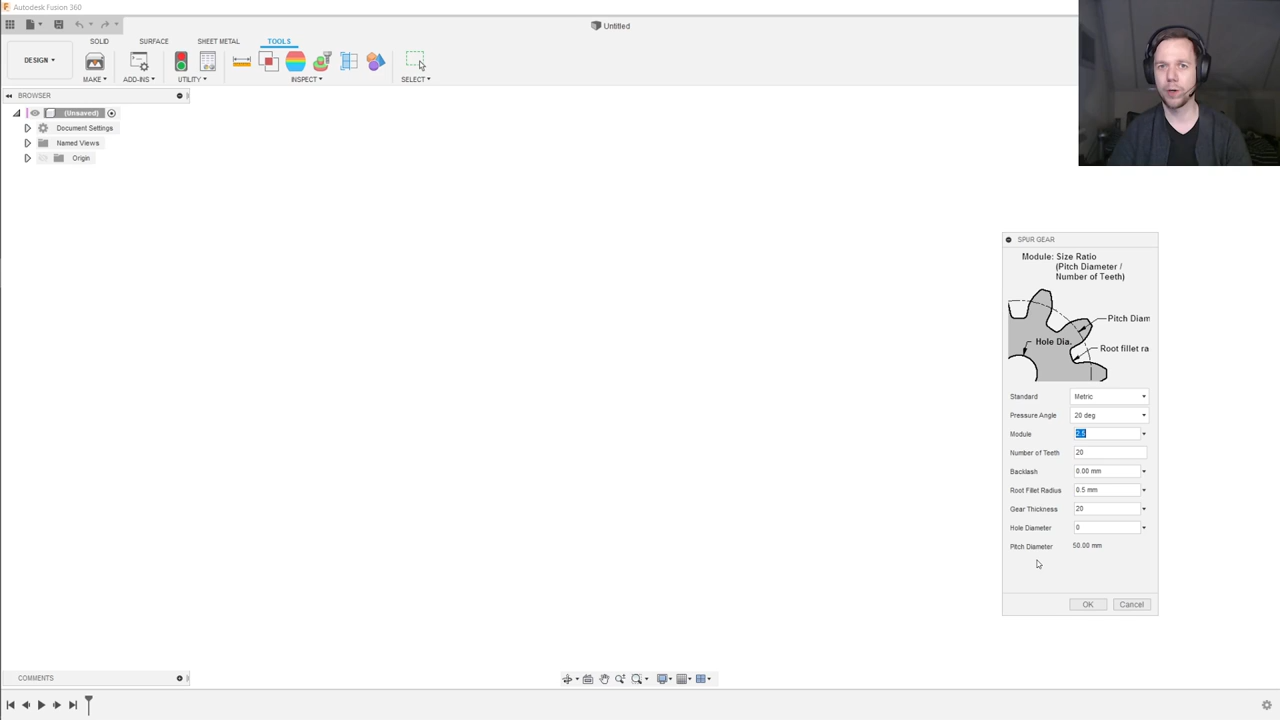 Autodesk Fusion 360
Untitled
SOLID SURFACE SHEET METAL TOOLS
DESIGN
MAKE ADD-INS UTILITY INSPECT SELECT
BROWSER
(Unsaved)
Document Settings
Named Views
Origin
SPUR GEAR
Module: Size Ratio
(Pitch Diameter /
Number of Teeth)
Pitch Diam
Hole Dia.
Root fillet ra
Standard Metric
Pressure Angle 20 deg
Module 2.5
Number of Teeth 20
Backlash 0.00 mm
Root Fillet Radius 0.5 mm
Gear Thickness 20
Hole Diameter 0
Pitch Diameter 50.00 mm
OK Cancel
COMMENTS